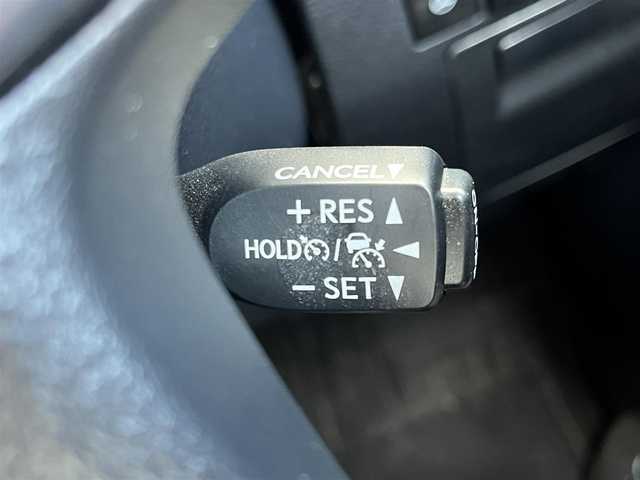 CANCEL▼
+ RES ▲
HOLD / ◀
− SET ▼